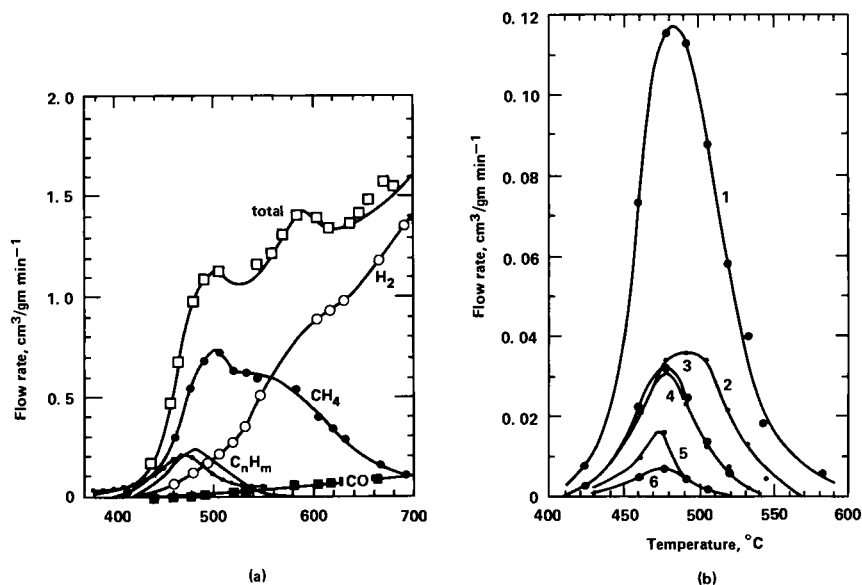 2.0
1.5
1.0
0.5
0
400
500
600
700
Flow rate, cm³/gm min⁻¹
total
H₂
CH₄
CₙHₘ
CO
(a)
0.12
0.10
0.08
0.06
0.04
0.02
0
400
450
500
550
600
Flow rate, cm³/gm min⁻¹
1
2
3
4
5
6
Temperature, °C
(b)